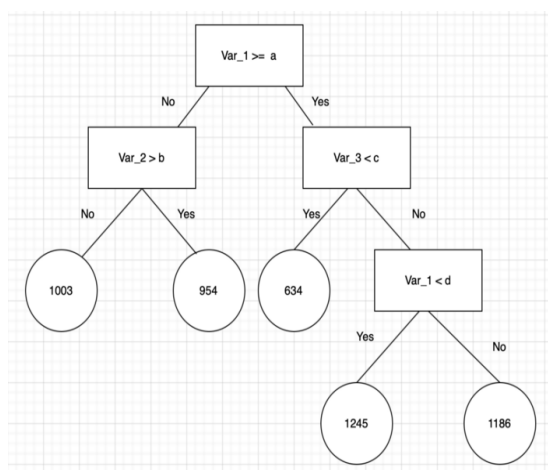 Var_1 >= a
No
Yes
Var_2 > b
Var_3 < c
No
Yes
Yes
No
1003
954
634
Var_1 < d
Yes
No
1245
1186